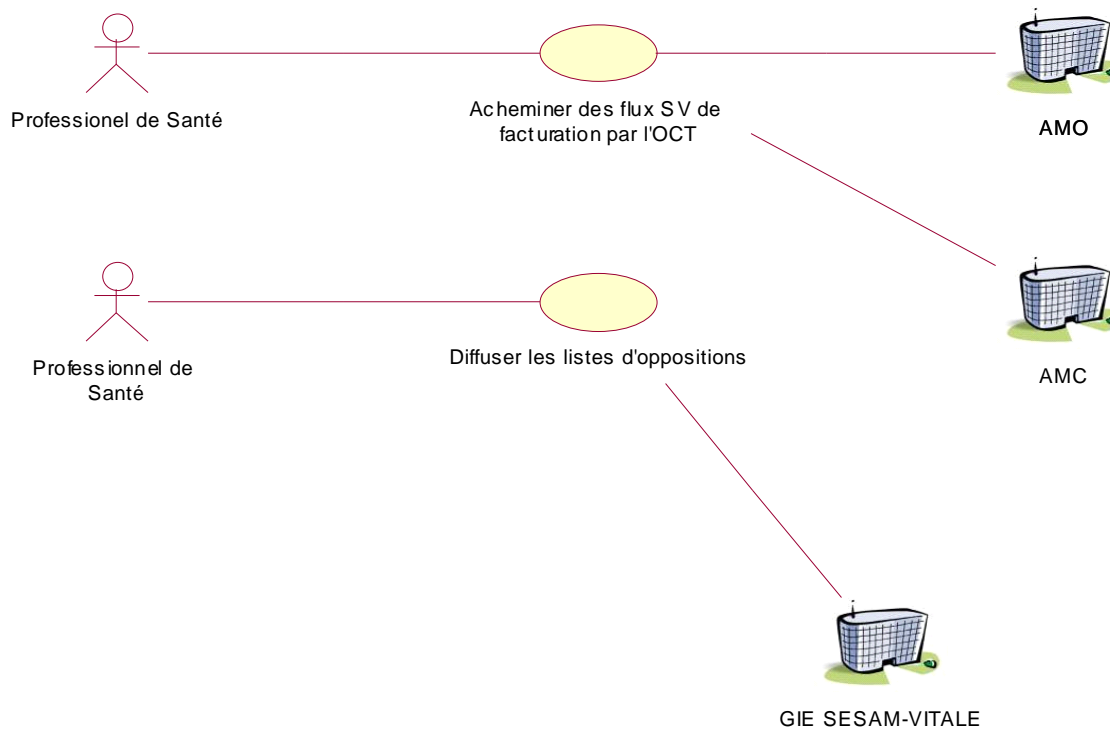 Professionel de Santé
Acheminer des flux SV de
facturation par l'OCT
AMO
Professionnel de
Santé
Diffuser les listes d'oppositions
AMC
GIE SESAM-VITALE